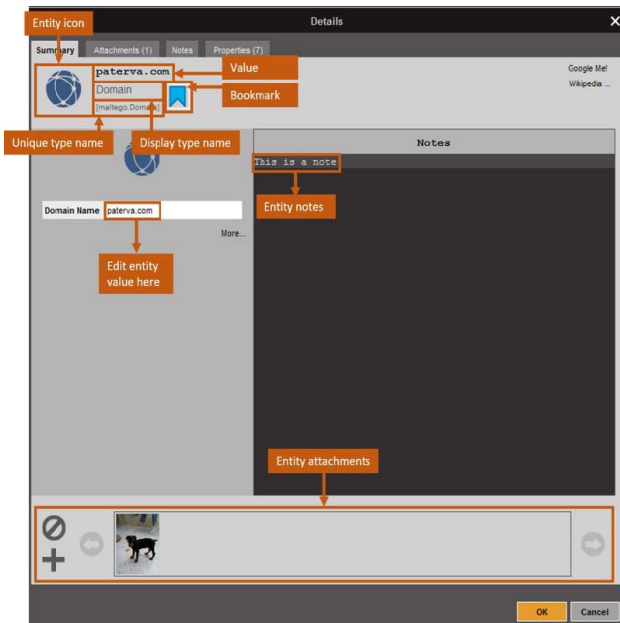 Entity icon
Details
Summary Attachments (1) Notes Properties (7)
paterva.com
Value
Google Me!
Domain
Bookmark
Wikipedia ...
[maltego.Domain]
Unique type name
Display type name
Notes
This is a note
Entity notes
Domain Name paterva.com
More...
Edit entity
value here
Entity attachments
OK Cancel